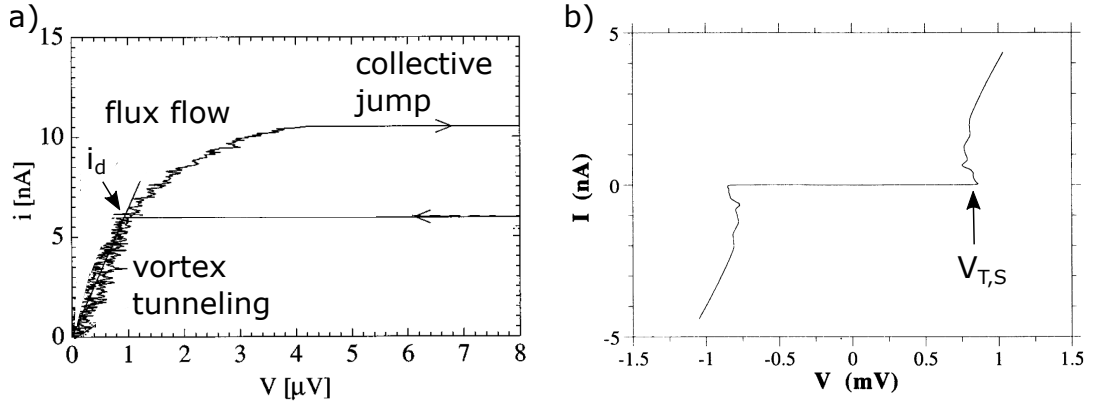 a)
15
10
5
0
i [nA]
flux flow
collective
jump
i_d
vortex
tunneling
0 1 2 3 4 5 6 7 8
V [μV]
b)
5
0
-5
I (nA)
V_T,S
-1.5 -1 -0.5 0 0.5 1 1.5
V (mV)